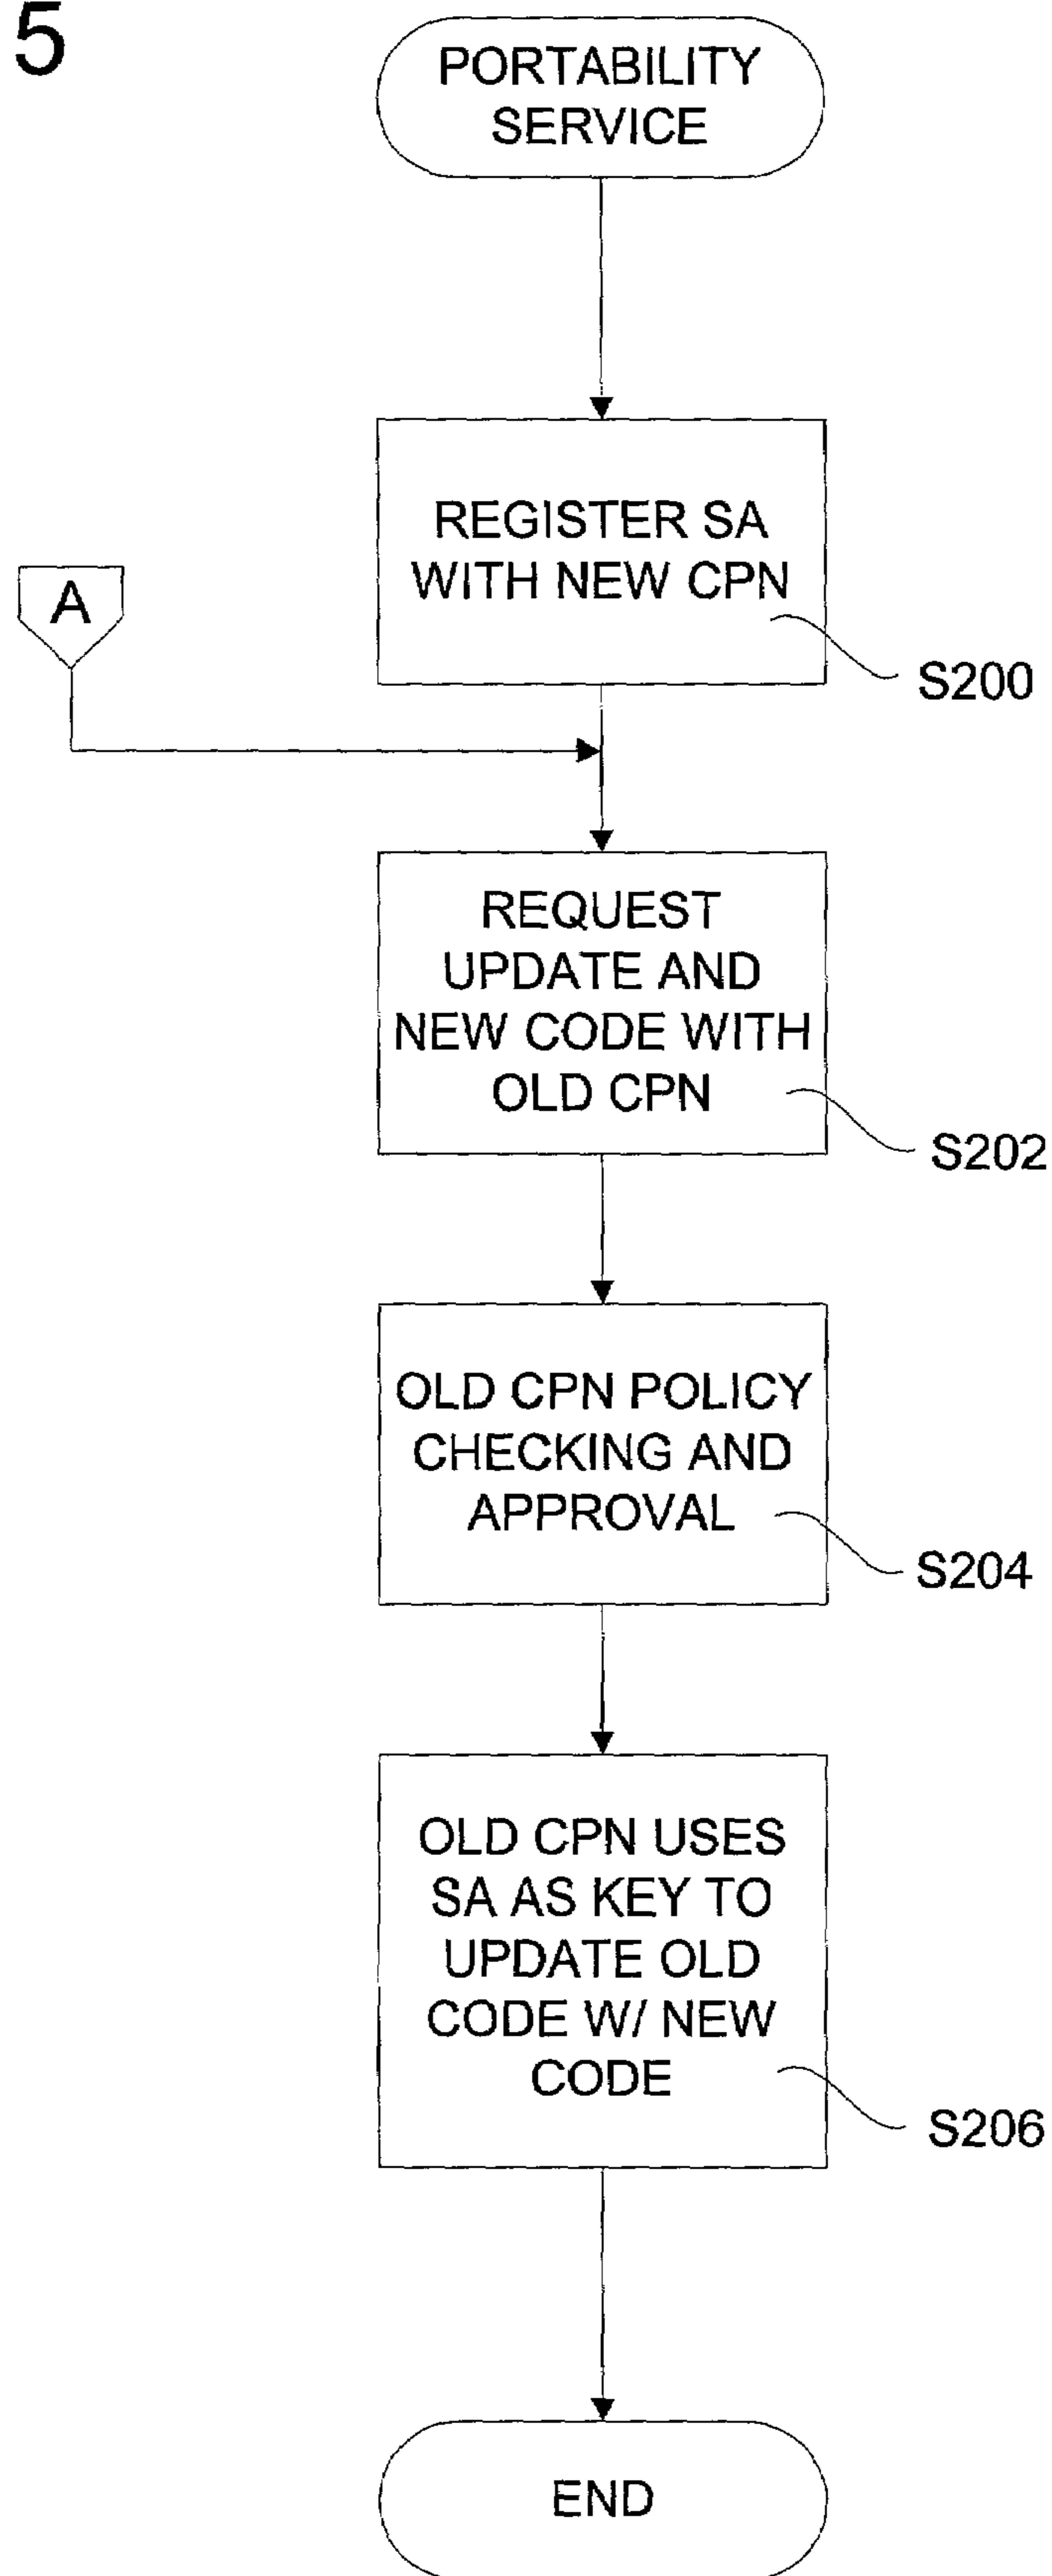 5
PORTABILITY
SERVICE
REGISTER SA
WITH NEW CPN
S200
A
REQUEST
UPDATE AND
NEW CODE WITH
OLD CPN
S202
OLD CPN POLICY
CHECKING AND
APPROVAL
S204
OLD CPN USES
SA AS KEY TO
UPDATE OLD
CODE W/ NEW
CODE
S206
END